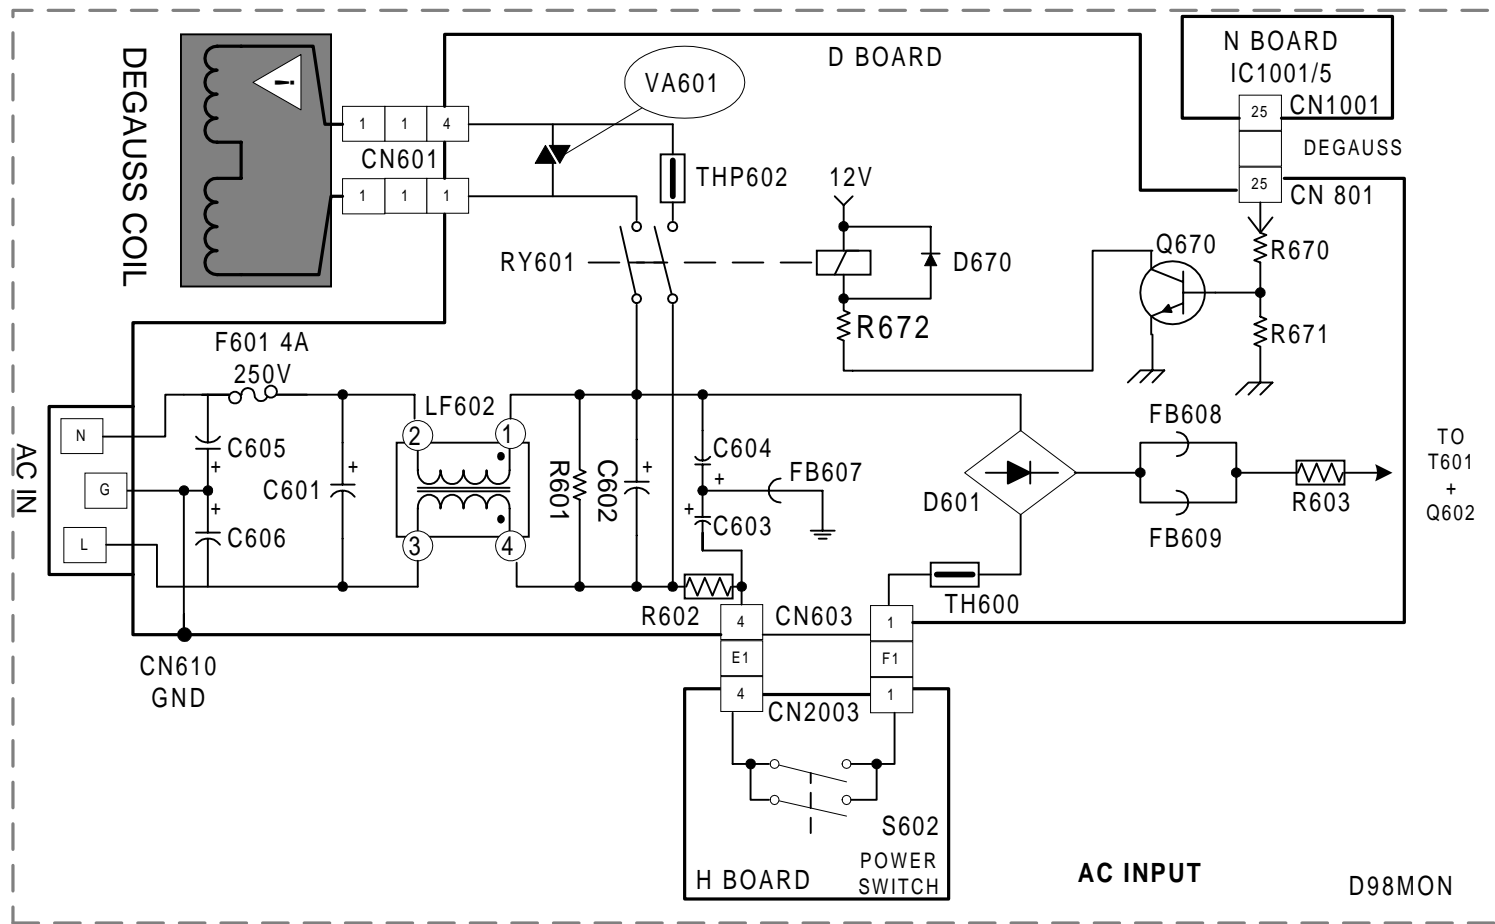 DEGAUSS COIL
!
1 1 4
CN601
1 1 1
VA601
D BOARD
N BOARD
IC1001/5
25
CN1001
DEGAUSS
25
CN 801
THP602
12V
RY601
D670
Q670
R670
R672
R671
F601 4A
250V
AC IN
N
G
L
C605
C606
C601
LF602
2
1
3
4
R601
C602
C604
FB607
C603
D601
FB608
FB609
R603
TO
T601
+
Q602
TH600
R602
4
CN603
1
E1
F1
4
CN2003
1
CN610
GND
S602
H BOARD
POWER
SWITCH
AC INPUT
D98MON
+
+
+
+
+
+